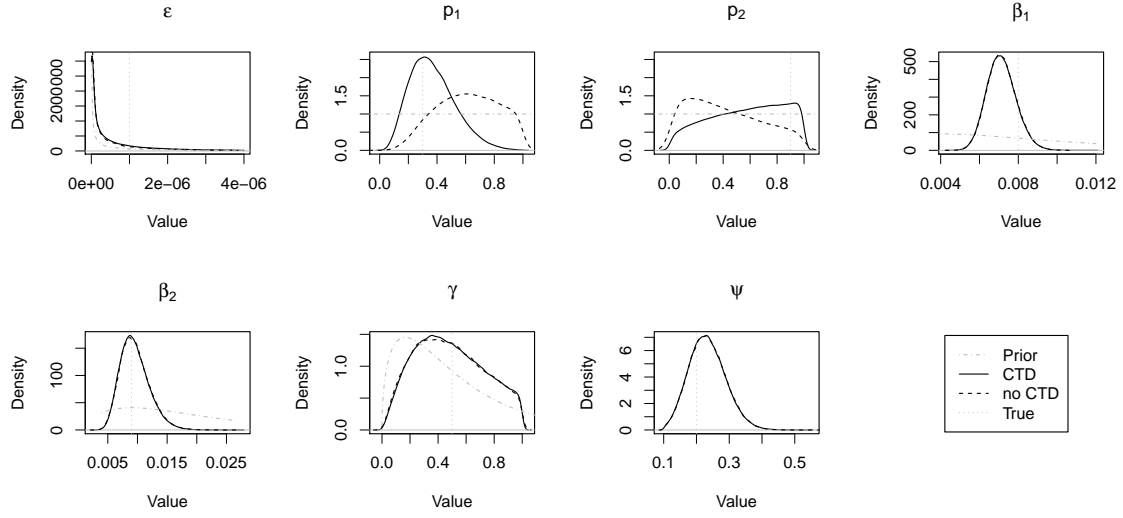 ε
Density
0 2000000
0e+00 2e−06 4e−06
Value
p1
Density
0.0 1.5
0.0 0.4 0.8
Value
p2
Density
0.0 1.5
0.0 0.4 0.8
Value
β1
Density
0 200 500
0.004 0.008 0.012
Value
β2
Density
0 100
0.005 0.015 0.025
Value
γ
Density
0.0 1.0
0.0 0.4 0.8
Value
ψ
Density
0 2 4 6
0.1 0.3 0.5
Value
Prior
CTD
no CTD
True